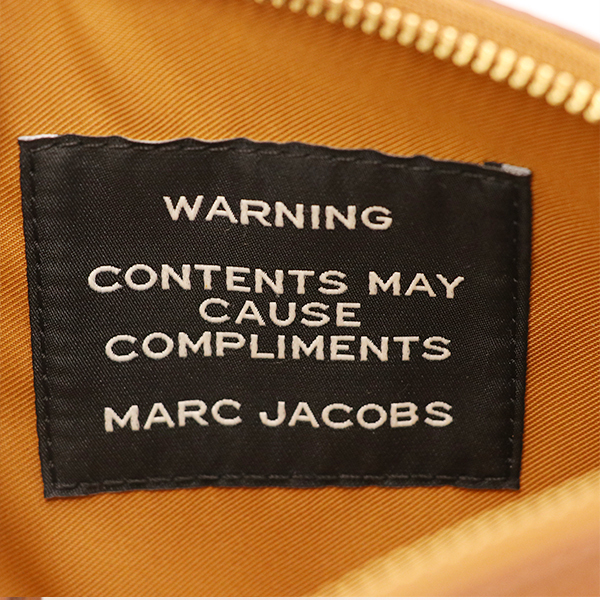 WARNING
CONTENTS MAY
CAUSE
COMPLIMENTS
MARC JACOBS